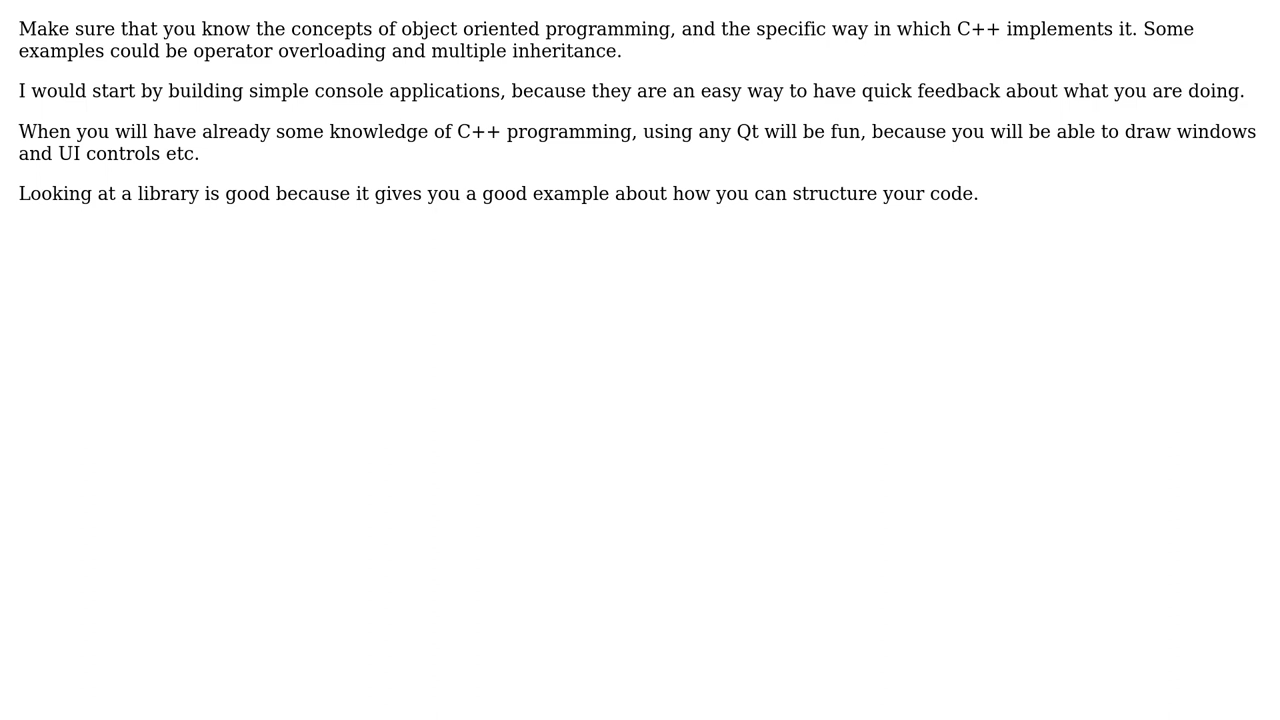 Make sure that you know the concepts of object oriented programming, and the specific way in which C++ implements it. Some
examples could be operator overloading and multiple inheritance.
I would start by building simple console applications, because they are an easy way to have quick feedback about what you are doing.
When you will have already some knowledge of C++ programming, using any Qt will be fun, because you will be able to draw windows
and UI controls etc.
Looking at a library is good because it gives you a good example about how you can structure your code.